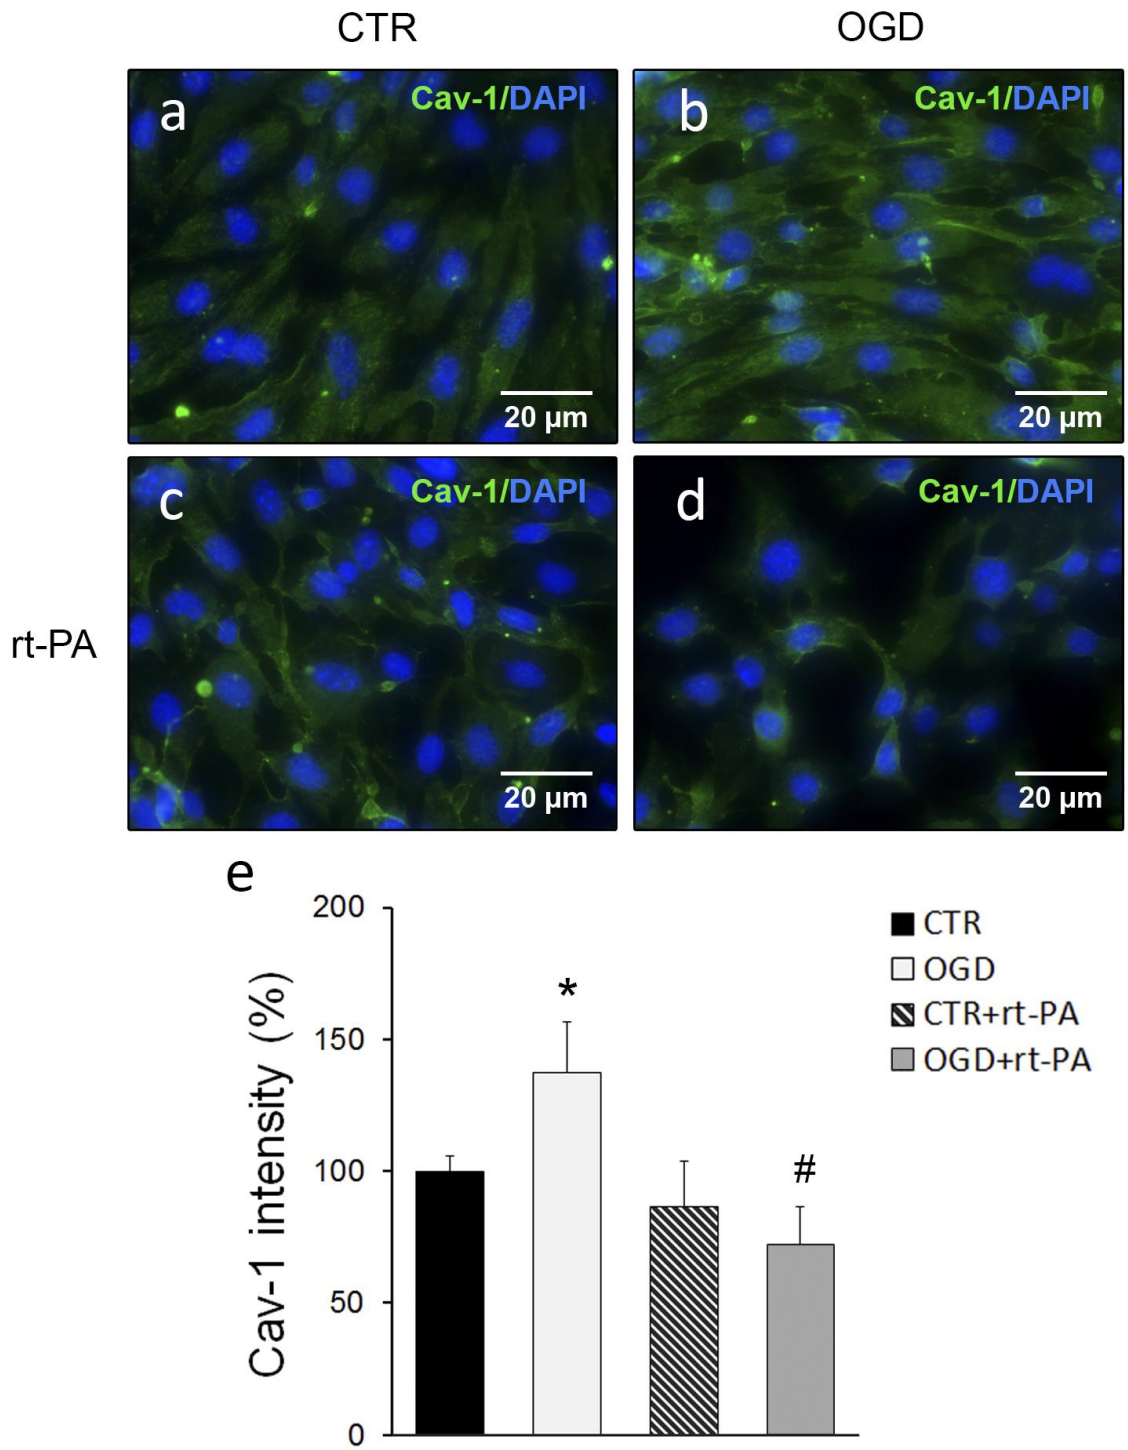 CTR
OGD
a
Cav-1/DAPI
20 µm
b
Cav-1/DAPI
20 µm
rt-PA
c
Cav-1/DAPI
20 µm
d
Cav-1/DAPI
20 µm
e
Cav-1 intensity (%)
200
150
100
50
0
*
#
CTR
OGD
CTR+rt-PA
OGD+rt-PA